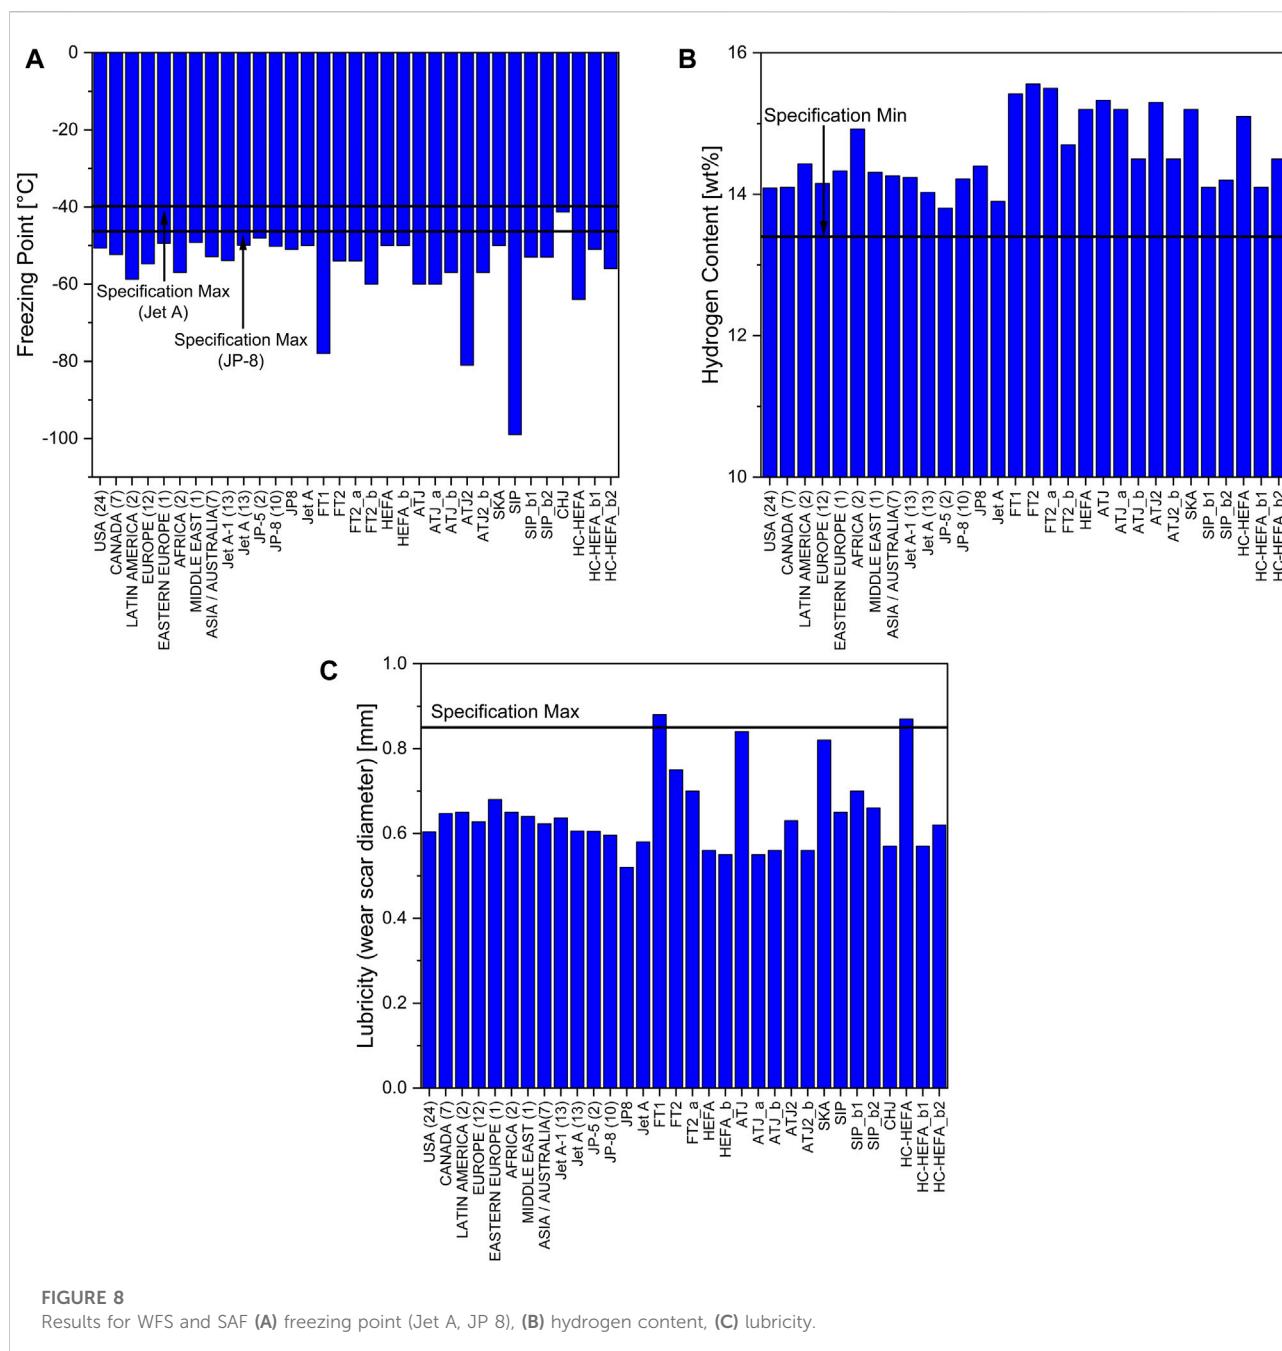 A
0
-20
-40
-60
-80
-100
Freezing Point [°C]
Specification Max
(Jet A)
Specification Max
(JP-8)
USA (24)
CANADA (7)
LATIN AMERICA (2)
EUROPE (12)
EASTERN EUROPE (1)
AFRICA (2)
MIDDLE EAST (1)
ASIA / AUSTRALIA(7)
Jet A-1 (13)
Jet A (13)
JP-5 (2)
JP-8 (10)
JP8
Jet A
FT1
FT2
FT2_a
FT2_b
HEFA
HEFA_b
ATJ
ATJ_a
ATJ_b
ATJ2
ATJ2_b
SKA
SIP
SIP_b1
SIP_b2
CHJ
HC-HEFA
HC-HEFA_b1
HC-HEFA_b2
B
16
14
12
10
Hydrogen Content [wt%]
Specification Min
USA (24)
CANADA (7)
LATIN AMERICA (2)
EUROPE (12)
EASTERN EUROPE (1)
AFRICA (2)
MIDDLE EAST (1)
ASIA / AUSTRALIA(7)
Jet A-1 (13)
Jet A (13)
JP-5 (2)
JP-8 (10)
JP8
Jet A
FT1
FT2
FT2_a
FT2_b
HEFA
ATJ
ATJ_a
ATJ_b
ATJ2
ATJ2_b
SKA
SIP_b1
SIP_b2
HC-HEFA
HC-HEFA_b1
HC-HEFA_b2
C
1.0
0.8
0.6
0.4
0.2
0.0
Lubricity (wear scar diameter) [mm]
Specification Max
USA (24)
CANADA (7)
LATIN AMERICA (2)
EUROPE (12)
EASTERN EUROPE (1)
AFRICA (2)
MIDDLE EAST (1)
ASIA / AUSTRALIA(7)
Jet A-1 (13)
Jet A (13)
JP-5 (2)
JP-8 (10)
JP8
Jet A
FT1
FT2
FT2_a
HEFA
HEFA_b
ATJ
ATJ_a
ATJ_b
ATJ2
ATJ2_b
SKA
SIP
SIP_b1
SIP_b2
CHJ
HC-HEFA
HC-HEFA_b1
HC-HEFA_b2
FIGURE 8
Results for WFS and SAF (A) freezing point (Jet A, JP 8), (B) hydrogen content, (C) lubricity.